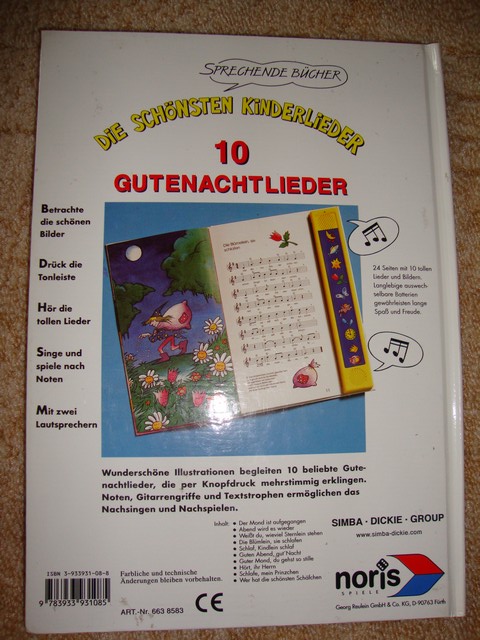 SPRECHENDE BÜCHER
DIE SCHÖNSTEN KINDERLIEDER
10
GUTENACHTLIEDER
Betrachte
die schönen
Bilder
Drück die
Tonleiste
Hör die
tollen Lieder
Singe und
spiele nach
Noten
Mit zwei
Lautsprechern
24 Seiten mit 10 tollen
Lieder und Bildern.
Langlebige auswech-
selbare Batterien
gewährleisten lange
Spaß und Freude.
Wunderschöne Illustrationen begleiten 10 beliebte Gute-
nachtlieder, die per Knopfdruck mehrstimmig erklingen.
Noten, Gitarrengriffe und Textstrophen ermöglichen das
Nachsingen und Nachspielen.
Inhalt:
• Der Mond ist aufgegangen
• Abend wird es wieder
• Weißt du, wieviel Sternlein stehen
• Die Blümlein, sie schlafen
• Schlaf, Kindlein schlaf
• Guten Abend, gut' Nacht
• Guter Mond, du gehst so stille
• Hört, ihr Herrn
• Schlafe, mein Prinzchen
• Wer hat die schönsten Schäfchen
SIMBA · DICKIE · GROUP
www.simba-dickie.com
noris
SPIELE
Georg Reulein GmbH & Co. KG, D-90763 Fürth
ISBN 3-933931-08-8
9 783933 931085
Farbliche und technische
Änderungen bleiben vorbehalten.
ART.-Nr. 663 8583
CE